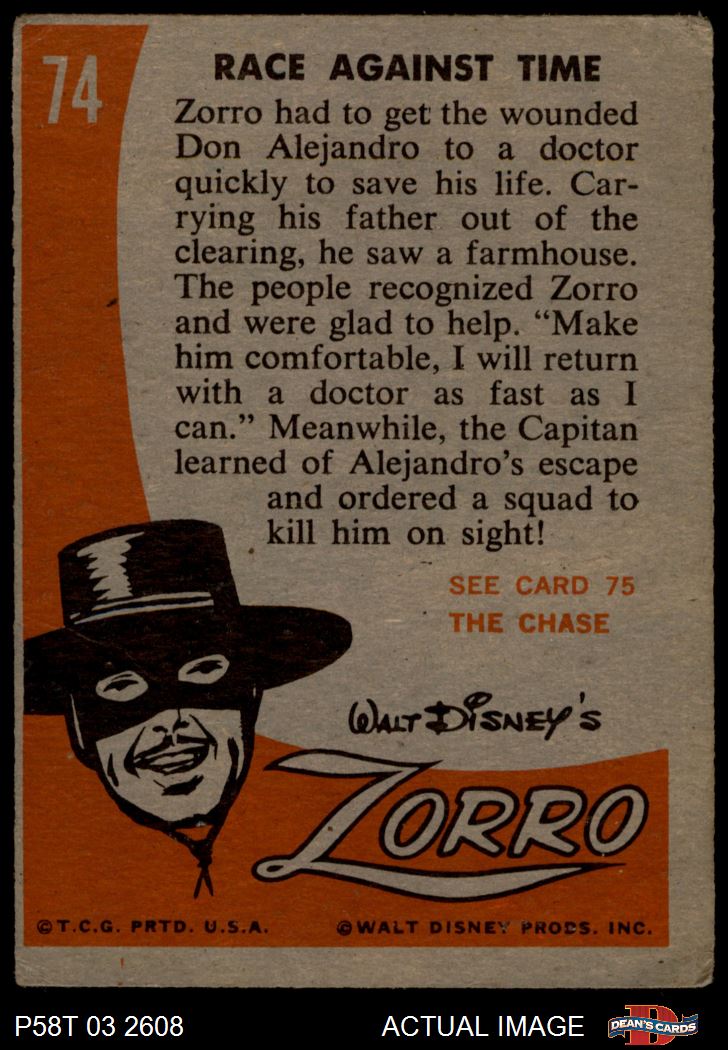 74
RACE AGAINST TIME
Zorro had to get the wounded
Don Alejandro to a doctor
quickly to save his life. Car-
rying his father out of the
clearing, he saw a farmhouse.
The people recognized Zorro
and were glad to help. “Make
him comfortable, I will return
with a doctor as fast as I
can.” Meanwhile, the Capitan
learned of Alejandro’s escape
and ordered a squad to
kill him on sight!
SEE CARD 75
THE CHASE
WALT DISNEY'S
ZORRO
©T.C.G. PRTD. U.S.A.
©WALT DISNEY PRODS. INC.
P58T 03 2608
ACTUAL IMAGE
D
DEAN'S CARDS